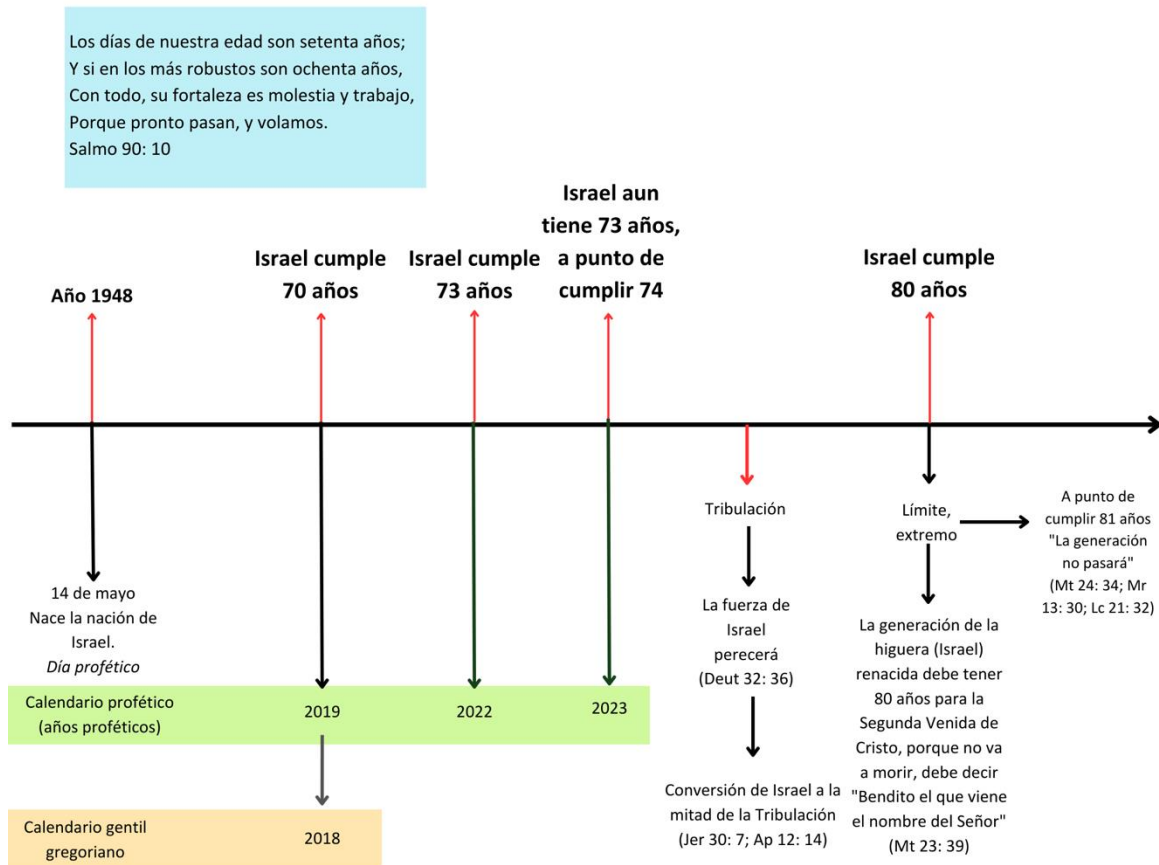 Los días de nuestra edad son setenta años;
Y si en los más robustos son ochenta años,
Con todo, su fortaleza es molestia y trabajo,
Porque pronto pasan, y volamos.
Salmo 90: 10
Año 1948
Israel cumple
70 años
Israel cumple
73 años
Israel aun
tiene 73 años,
a punto de
cumplir 74
Israel cumple
80 años
14 de mayo
Nace la nación de
Israel.
Día profético
Tribulación
La fuerza de
Israel
perecerá
(Deut 32: 36)
Conversión de Israel a la
mitad de la Tribulación
(Jer 30: 7; Ap 12: 14)
Límite,
extremo
La generación de la
higuera (Israel)
renacida debe tener
80 años para la
Segunda Venida de
Cristo, porque no va
a morir, debe decir
"Bendito el que viene
el nombre del Señor"
(Mt 23: 39)
A punto de
cumplir 81 años
"La generación
no pasará"
(Mt 24: 34; Mr
13: 30; Lc 21: 32)
Calendario profético
(años proféticos)
2019
2022
2023
Calendario gentil
gregoriano
2018